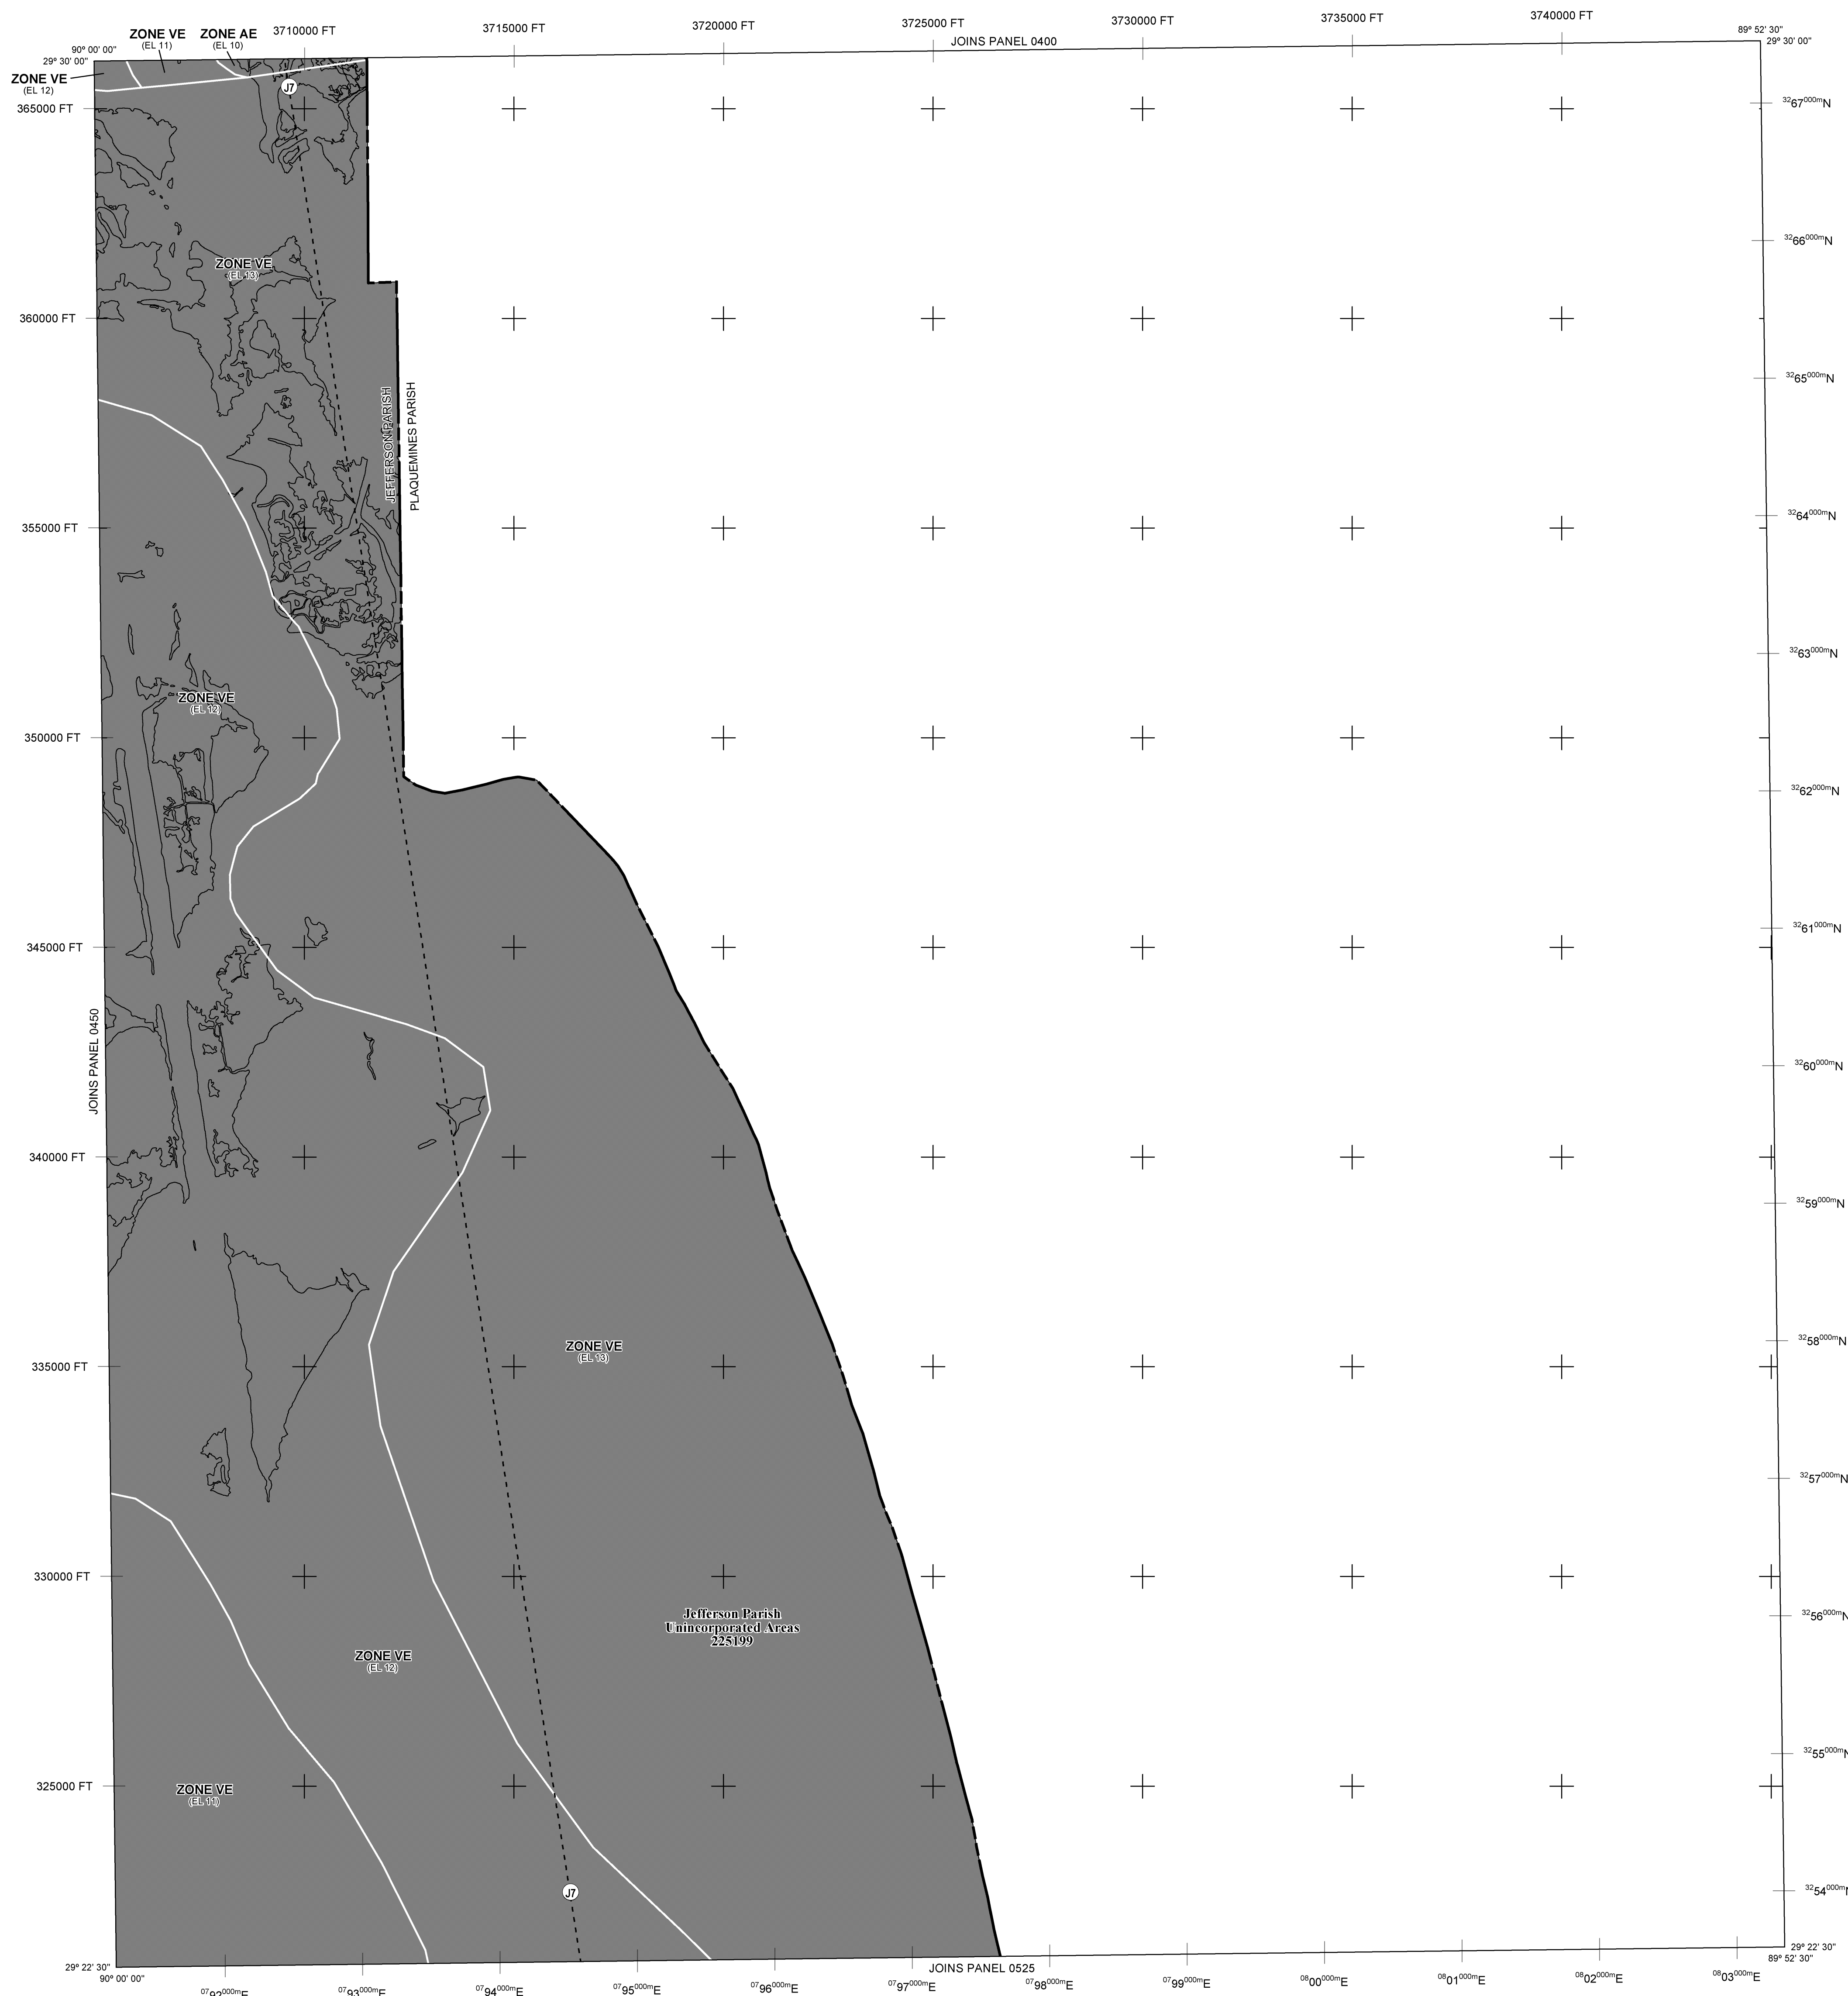 3710000 FT
3715000 FT
3720000 FT
3725000 FT
3730000 FT
3735000 FT
3740000 FT
JOINS PANEL 0400
90° 00' 00"
29° 30' 00"
89° 52' 30"
29° 30' 00"
ZONE VE
(EL 11)
ZONE AE
(EL 10)
ZONE VE
(EL 12)
J7
365000 FT
3267000mN
3266000mN
ZONE VE
(EL 13)
360000 FT
3265000mN
JEFFERSON PARISH
PLAQUEMINES PARISH
355000 FT
3264000mN
3263000mN
ZONE VE
(EL 12)
350000 FT
3262000mN
345000 FT
3261000mN
JOINS PANEL 0450
3260000mN
340000 FT
3259000mN
ZONE VE
(EL 13)
3258000mN
335000 FT
3257000mN
330000 FT
Jefferson Parish
Unincorporated Areas
225199
3256000mN
ZONE VE
(EL 12)
3255000mN
325000 FT
ZONE VE
(EL 11)
J7
3254000mN
29° 22' 30"
90° 00' 00"
29° 22' 30"
89° 52' 30"
JOINS PANEL 0525
0792000mE
0793000mE
0794000mE
0795000mE
0796000mE
0797000mE
0798000mE
0799000mE
0800000mE
0801000mE
0802000mE
0803000mE